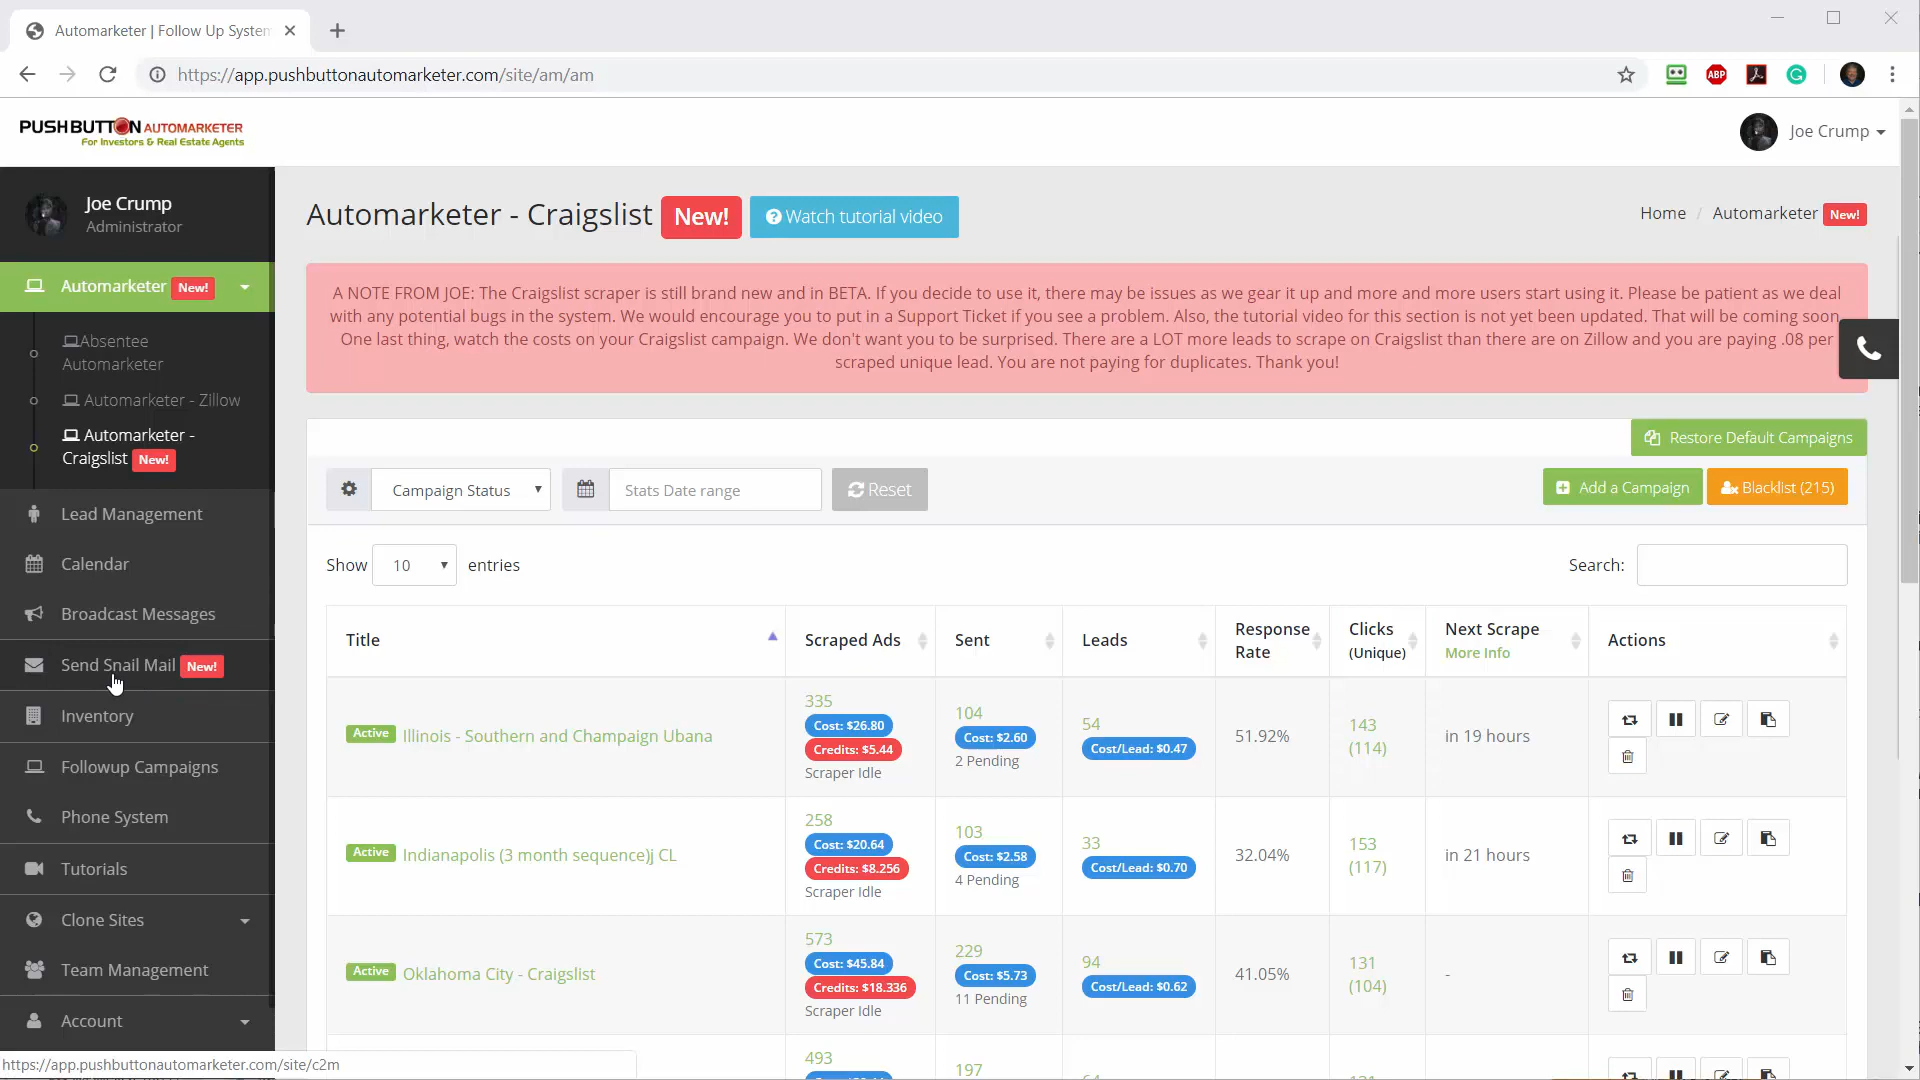 Automarketer | Follow Up System
https://app.pushbuttonautomarketer.com/site/am/am
ABP
PUSHBUTTON AUTOMARKETER
For Investors & Real Estate Agents
Joe Crump
Joe Crump
Administrator
Automarketer New!
Absentee
Automarketer
Automarketer - Zillow
Automarketer -
Craigslist New!
Lead Management
Calendar
Broadcast Messages
Send Snail Mail New!
Inventory
Followup Campaigns
Phone System
Tutorials
Clone Sites
Team Management
Account
https://app.pushbuttonautomarketer.com/site/c2m
Automarketer - Craigslist New! Watch tutorial video
Home / Automarketer New!
A NOTE FROM JOE: The Craigslist scraper is still brand new and in BETA. If you decide to use it, there may be issues as we gear it up and more and more users start using it. Please be patient as we deal
with any potential bugs in the system. We would encourage you to put in a Support Ticket if you see a problem. Also, the tutorial video for this section is not yet been updated. That will be coming soon.
One last thing, watch the costs on your Craigslist campaign. We don't want you to be surprised. There are a LOT more leads to scrape on Craigslist than there are on Zillow and you are paying .08 per
scraped unique lead. You are not paying for duplicates. Thank you!
Restore Default Campaigns
Campaign Status
Stats Date range
Reset
Add a Campaign
Blacklist (215)
Show 10 entries
Search:
Title
Scraped Ads
Sent
Leads
Response
Rate
Clicks
(Unique)
Next Scrape
More Info
Actions
Active Illinois - Southern and Champaign Ubana
335
Cost: $26.80
Credits: $5.44
Scraper Idle
104
Cost: $2.60
2 Pending
54
Cost/Lead: $0.47
51.92%
143
(114)
in 19 hours
Active Indianapolis (3 month sequence)j CL
258
Cost: $20.64
Credits: $8.256
Scraper Idle
103
Cost: $2.58
4 Pending
33
Cost/Lead: $0.70
32.04%
153
(117)
in 21 hours
Active Oklahoma City - Craigslist
573
Cost: $45.84
Credits: $18.336
Scraper Idle
229
Cost: $5.73
11 Pending
94
Cost/Lead: $0.62
41.05%
131
(104)
-
493
197